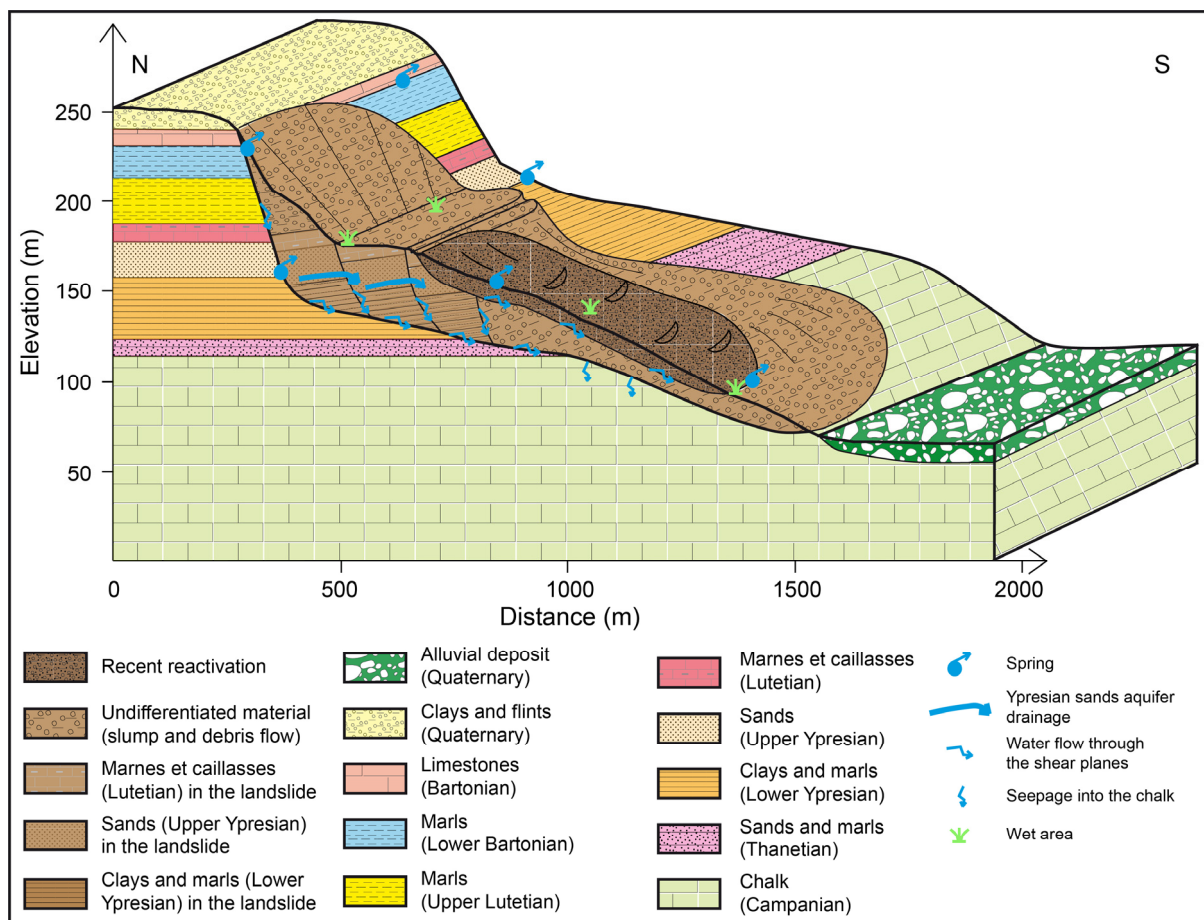 N
S
250
200
150
100
50
Elevation (m)
0
500
1000
1500
2000
Distance (m)
Recent reactivation
Undifferentiated material
(slump and debris flow)
Marnes et caillasses
(Lutetian) in the landslide
Sands (Upper Ypresian)
in the landslide
Clays and marls (Lower
Ypresian) in the landslide
Alluvial deposit
(Quaternary)
Clays and flints
(Quaternary)
Limestones
(Bartonian)
Marls
(Lower Bartonian)
Marls
(Upper Lutetian)
Marnes et caillasses
(Lutetian)
Sands
(Upper Ypresian)
Clays and marls
(Lower Ypresian)
Sands and marls
(Thanetian)
Chalk
(Campanian)
Spring
Ypresian sands aquifer
drainage
Water flow through
the shear planes
Seepage into the chalk
Wet area